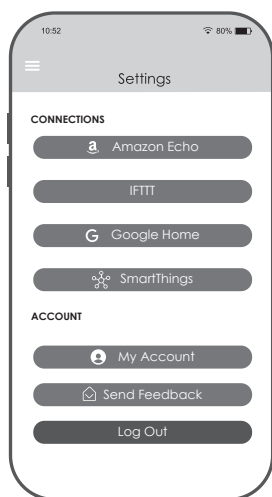 10:52 80%
Settings
CONNECTIONS
Amazon Echo
IFTTT
Google Home
SmartThings
ACCOUNT
My Account
Send Feedback
Log Out